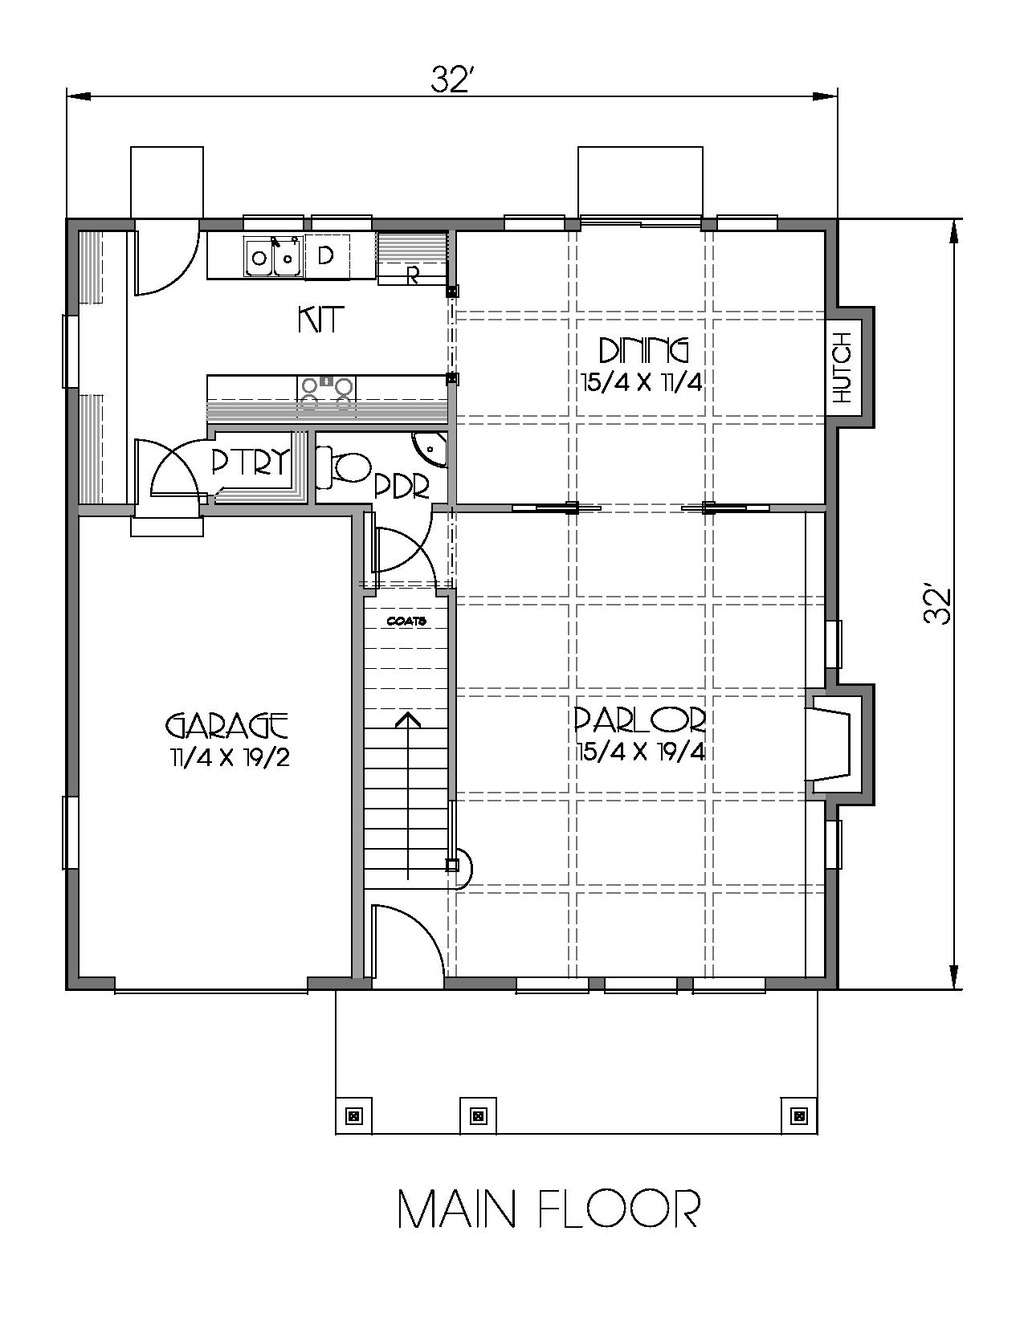 32'
D
R
KIT
DINING
15/4 X 11/4
HUTCH
PTRY
PDR
32'
COATS
GARAGE
11/4 X 19/2
PARLOR
15/4 X 19/4
MAIN FLOOR